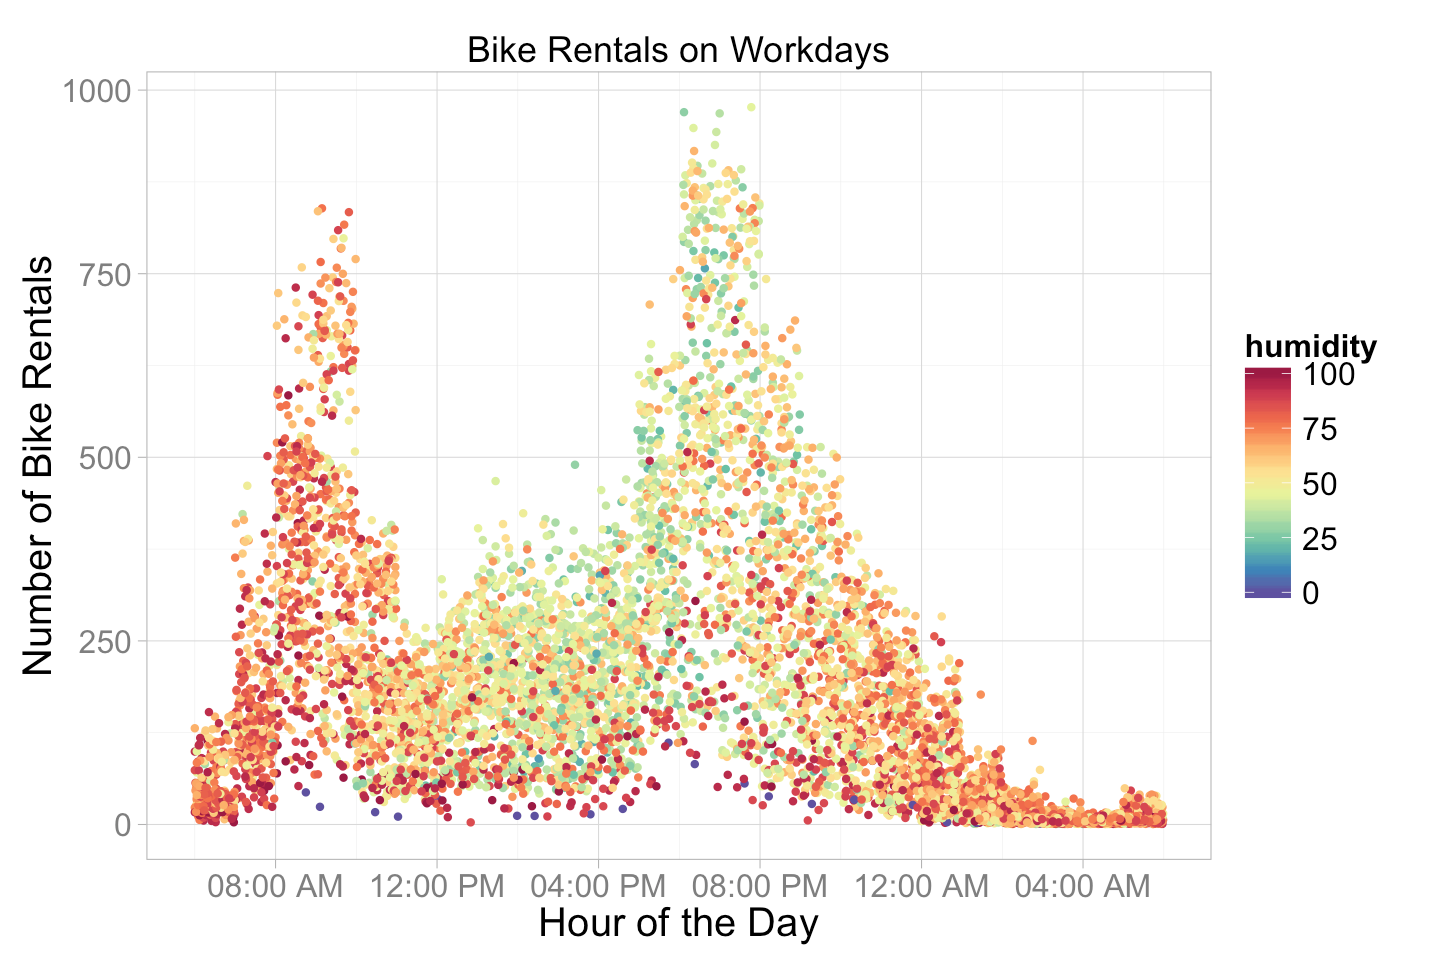 Bike Rentals on Workdays
1000
750
500
250
0
Number of Bike Rentals
08:00 AM 12:00 PM 04:00 PM 08:00 PM 12:00 AM 04:00 AM
Hour of the Day
humidity
100
75
50
25
0